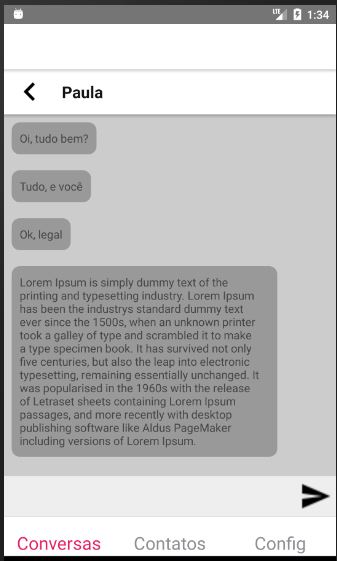 LTE 1:34
Paula
Oi, tudo bem?
Tudo, e você
Ok, legal
Lorem Ipsum is simply dummy text of the
printing and typesetting industry. Lorem Ipsum
has been the industrys standard dummy text
ever since the 1500s, when an unknown printer
took a galley of type and scrambled it to make
a type specimen book. It has survived not only
five centuries, but also the leap into electronic
typesetting, remaining essentially unchanged. It
was popularised in the 1960s with the release
of Letraset sheets containing Lorem Ipsum
passages, and more recently with desktop
publishing software like Aldus PageMaker
including versions of Lorem Ipsum.
Conversas Contatos Config